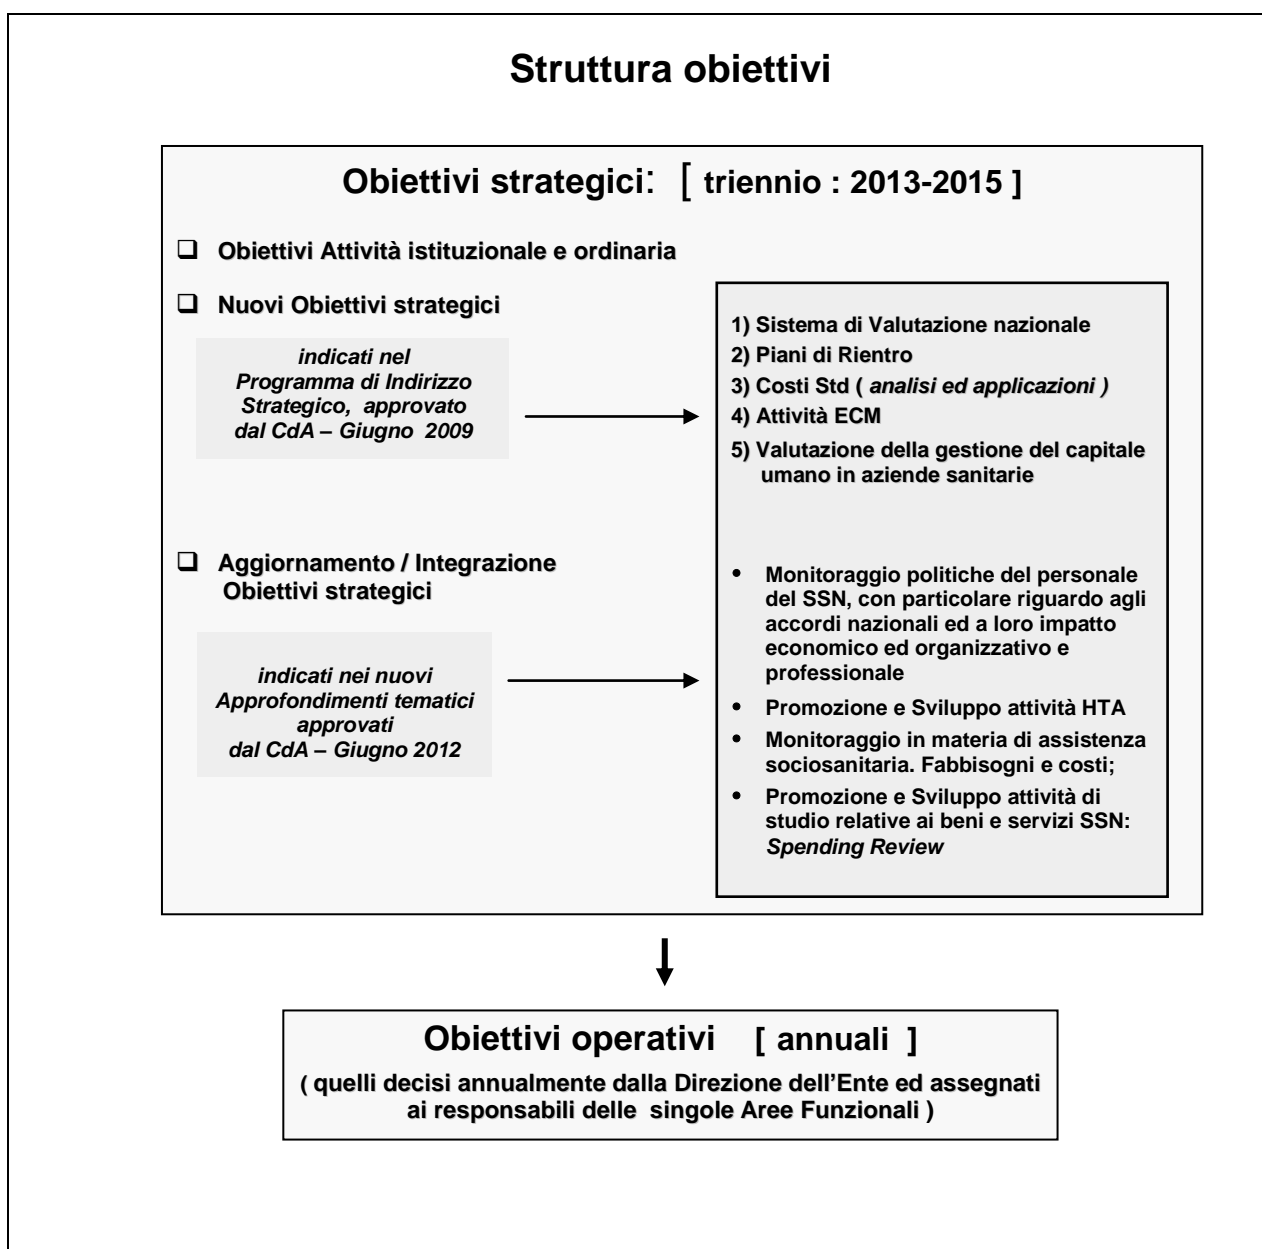 Struttura obiettivi
Obiettivi strategici: [ triennio : 2013-2015 ]
❑ Obiettivi Attività istituzionale e ordinaria
❑ Nuovi Obiettivi strategici
indicati nel
Programma di Indirizzo
Strategico, approvato
dal CdA – Giugno 2009
1) Sistema di Valutazione nazionale
2) Piani di Rientro
3) Costi Std ( analisi ed applicazioni )
4) Attività ECM
5) Valutazione della gestione del capitale
umano in aziende sanitarie
❑ Aggiornamento / Integrazione
Obiettivi strategici
indicati nei nuovi
Approfondimenti tematici
approvati
dal CdA – Giugno 2012
• Monitoraggio politiche del personale
del SSN, con particolare riguardo agli
accordi nazionali ed a loro impatto
economico ed organizzativo e
professionale
• Promozione e Sviluppo attività HTA
• Monitoraggio in materia di assistenza
sociosanitaria. Fabbisogni e costi;
• Promozione e Sviluppo attività di
studio relative ai beni e servizi SSN:
Spending Review
Obiettivi operativi [ annuali ]
( quelli decisi annualmente dalla Direzione dell’Ente ed assegnati
ai responsabili delle singole Aree Funzionali )